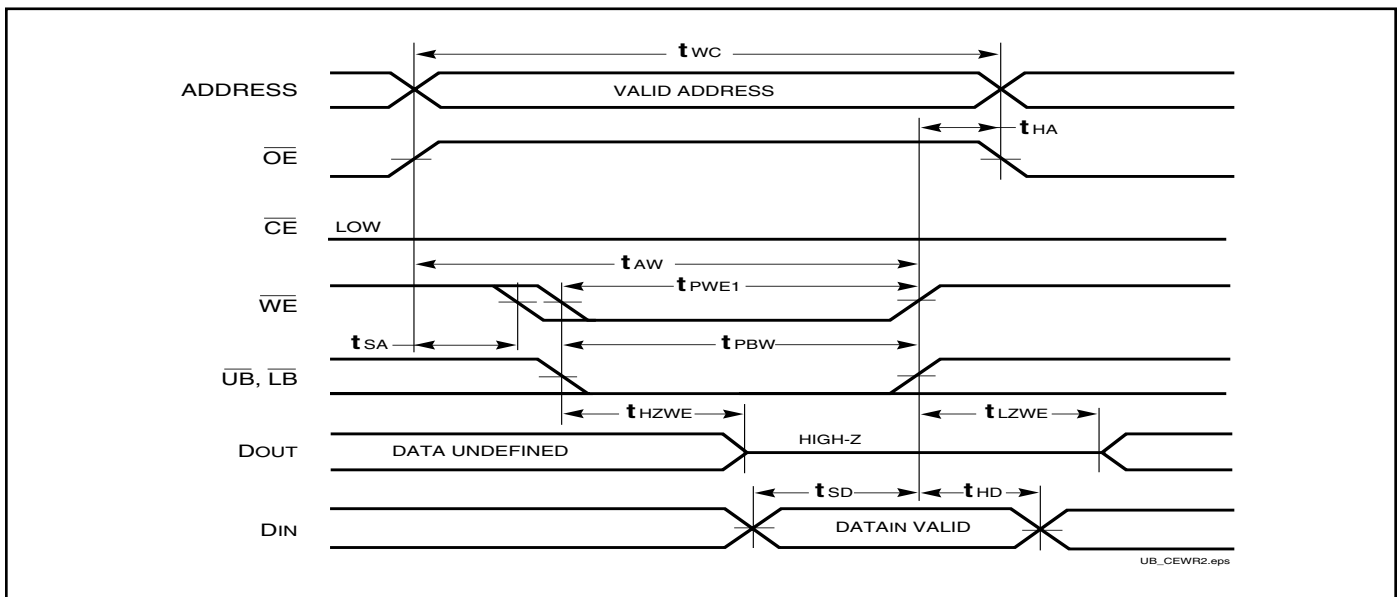 tWC
ADDRESS
VALID ADDRESS
tHA
OE
CE
LOW
tAW
tPWE1
WE
tSA
tPBW
UB, LB
tHZWE
tLZWE
DOUT
DATA UNDEFINED
HIGH-Z
tSD
tHD
DIN
DATAIN VALID
UB_CEWR2.eps